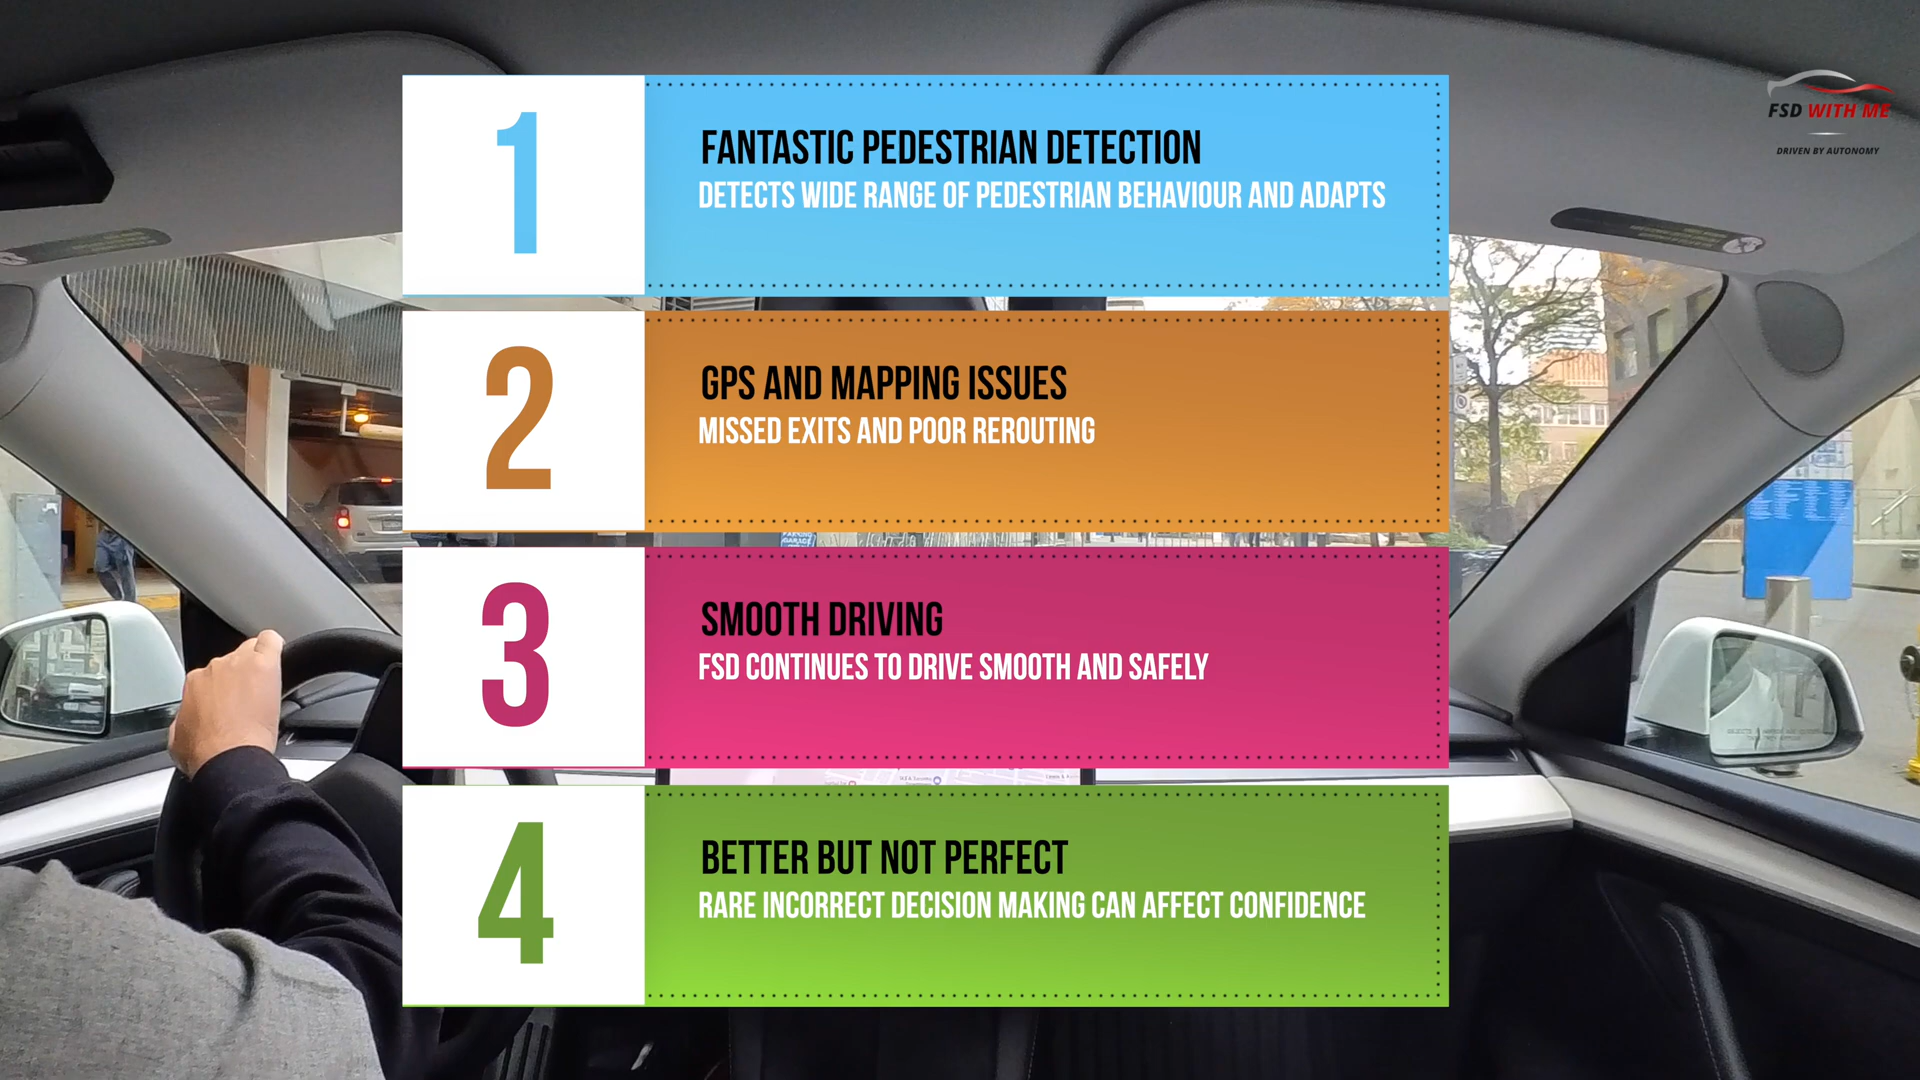 1
FANTASTIC PEDESTRIAN DETECTION
DETECTS WIDE RANGE OF PEDESTRIAN BEHAVIOUR AND ADAPTS
FSD WITH ME
DRIVEN BY AUTONOMY
2
GPS AND MAPPING ISSUES
MISSED EXITS AND POOR REROUTING
PARKING
GARAGE
3
SMOOTH DRIVING
FSD CONTINUES TO DRIVE SMOOTH AND SAFELY
4
BETTER BUT NOT PERFECT
RARE INCORRECT DECISION MAKING CAN AFFECT CONFIDENCE